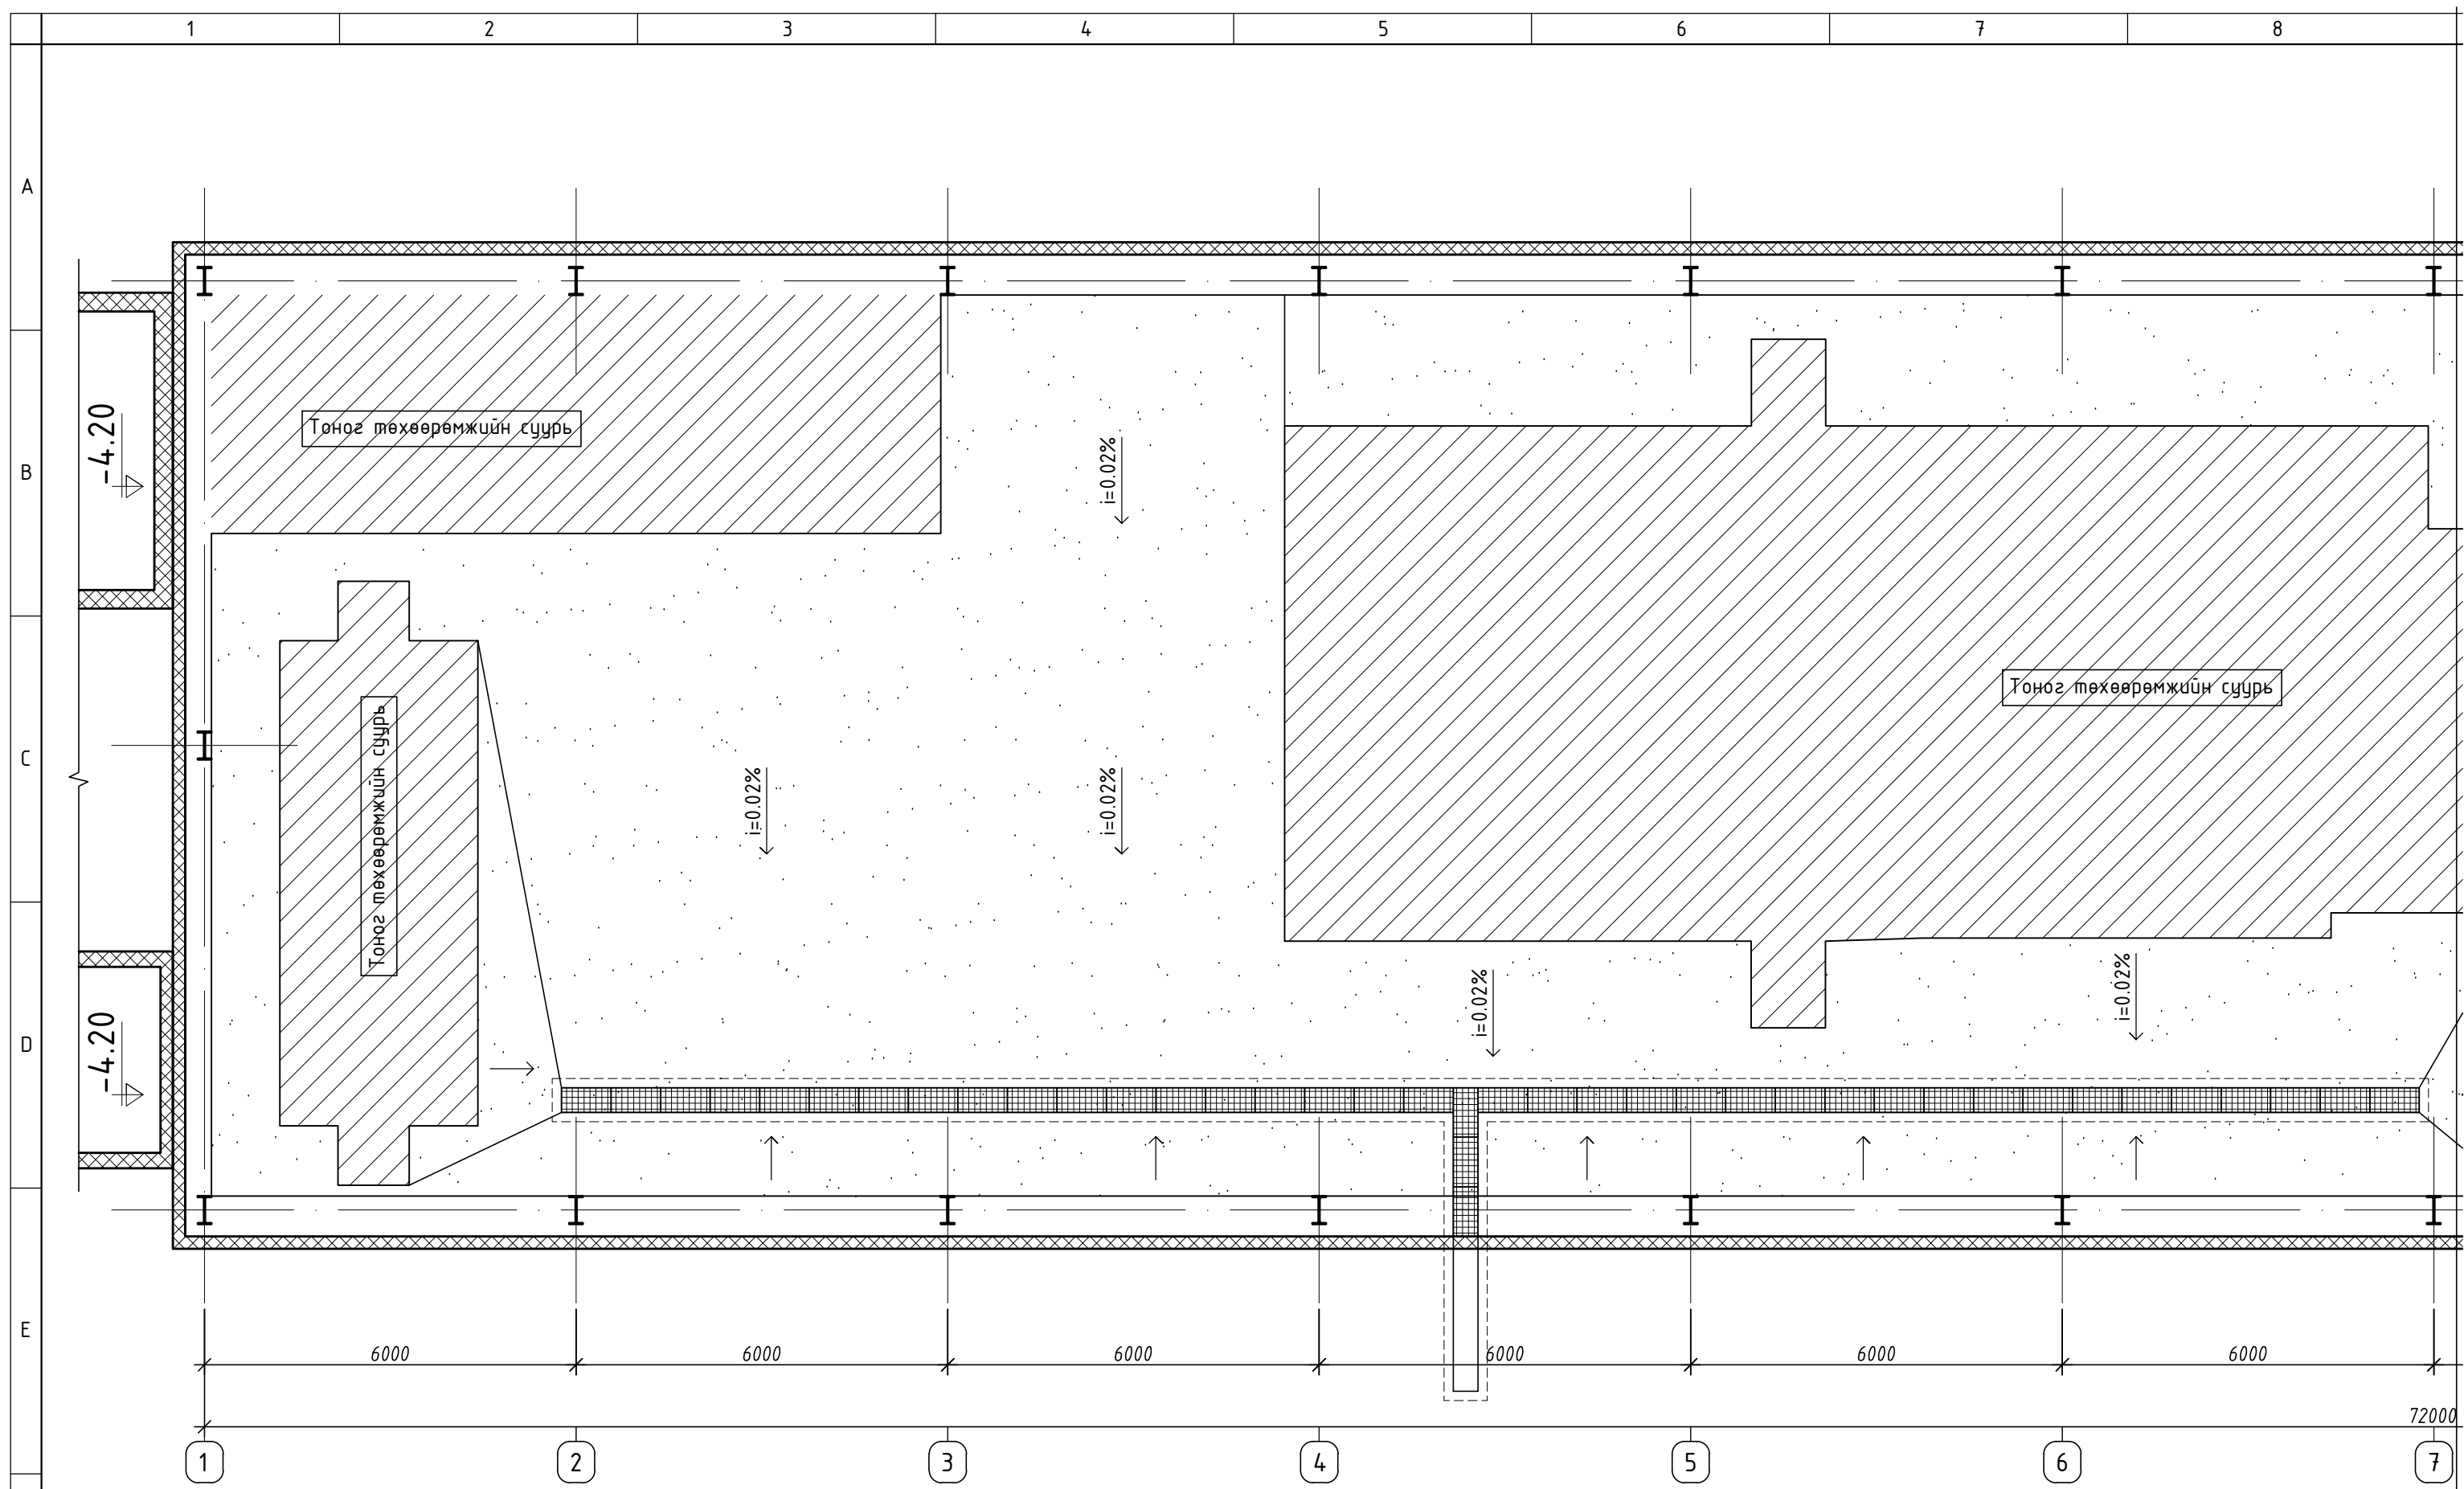 1 2 3 4 5 6 7 8
A
B
C
D
E
-4.20
-4.20
Тоног төхөөрөмжийн суурь
Тоног төхөөрөмжийн суурь
Тоног төхөөрөмжийн суурь
i=0.02%
i=0.02%
i=0.02%
i=0.02%
i=0.02%
6000 6000 6000 6000 6000 6000
72000
1 2 3 4 5 6 7